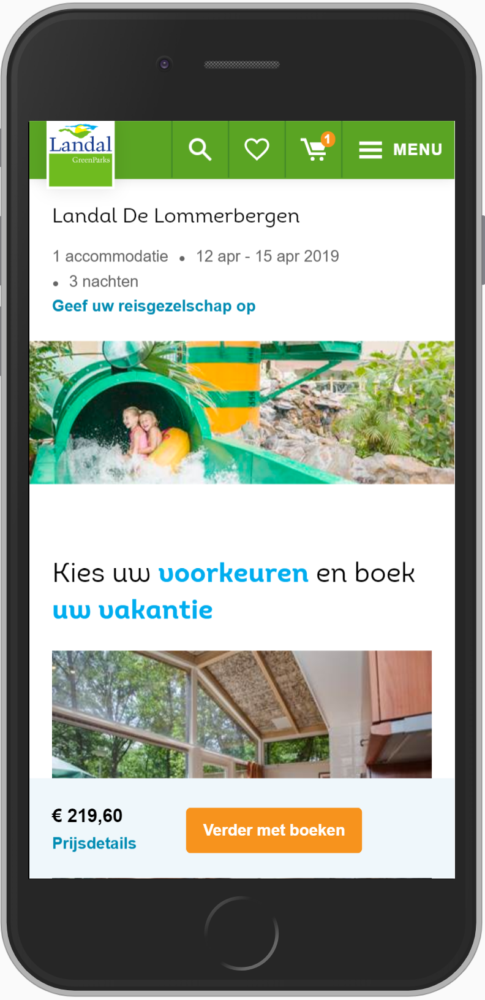 Landal
GreenParks
1
MENU
Landal De Lommerbergen
1 accommodatie • 12 apr - 15 apr 2019
• 3 nachten
Geef uw reisgezelschap op
Kies uw voorkeuren en boek
uw vakantie
€ 219,60
Prijsdetails
Verder met boeken